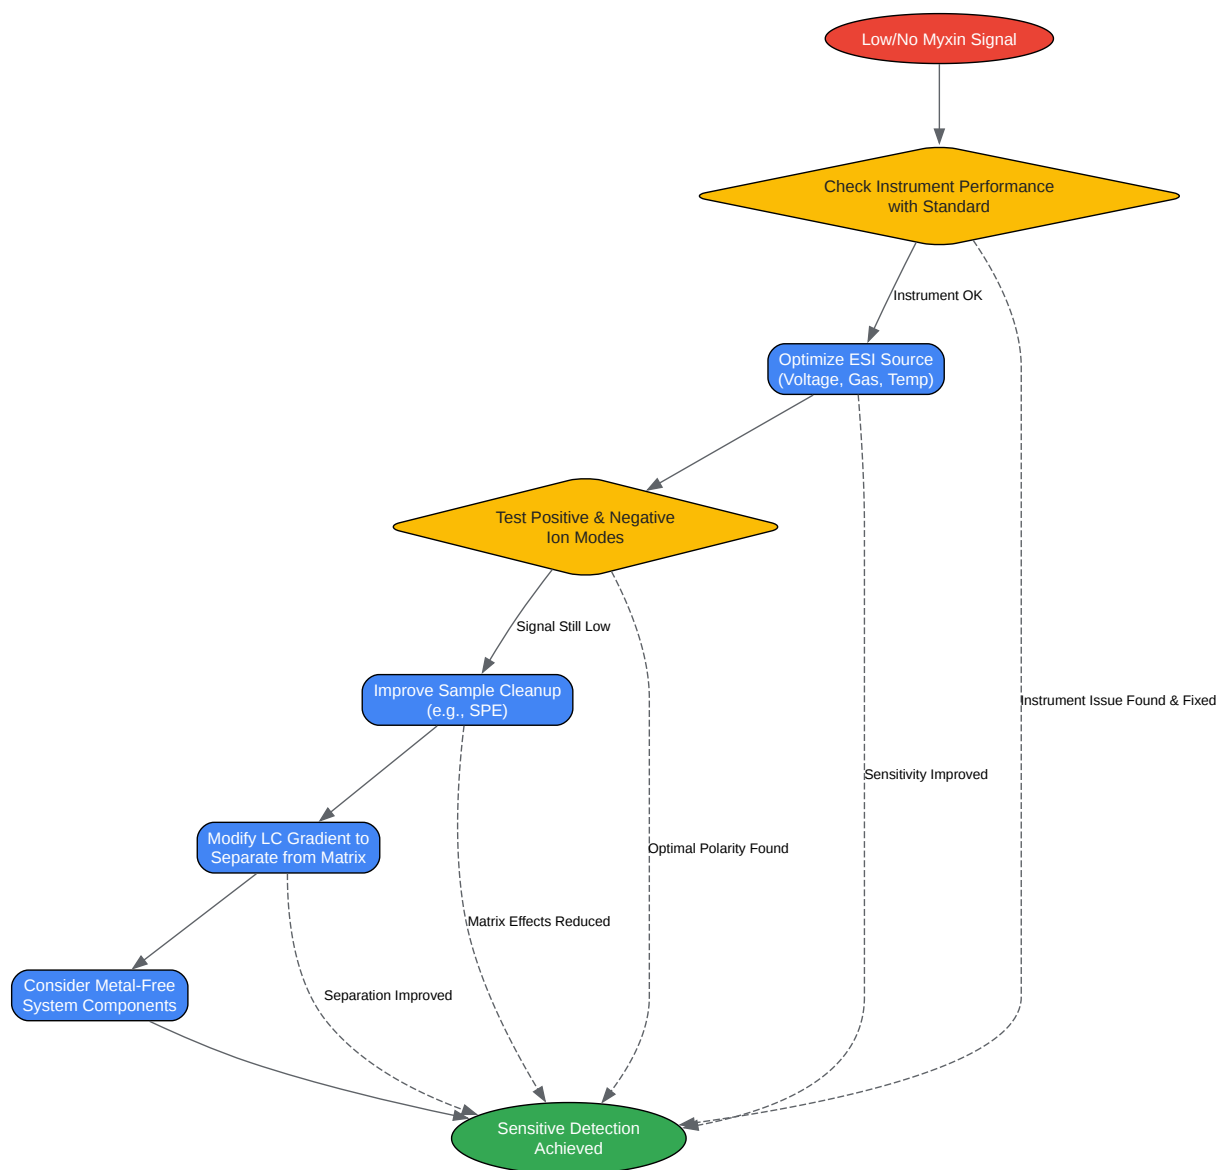 Low/No Myxin Signal
Check Instrument Performance
with Standard
Instrument OK
Optimize ESI Source
(Voltage, Gas, Temp)
Test Positive & Negative
Ion Modes
Signal Still Low
Improve Sample Cleanup
(e.g., SPE)
Instrument Issue Found & Fixed
Sensitivity Improved
Modify LC Gradient to
Separate from Matrix
Optimal Polarity Found
Matrix Effects Reduced
Consider Metal-Free
System Components
Separation Improved
Sensitive Detection
Achieved